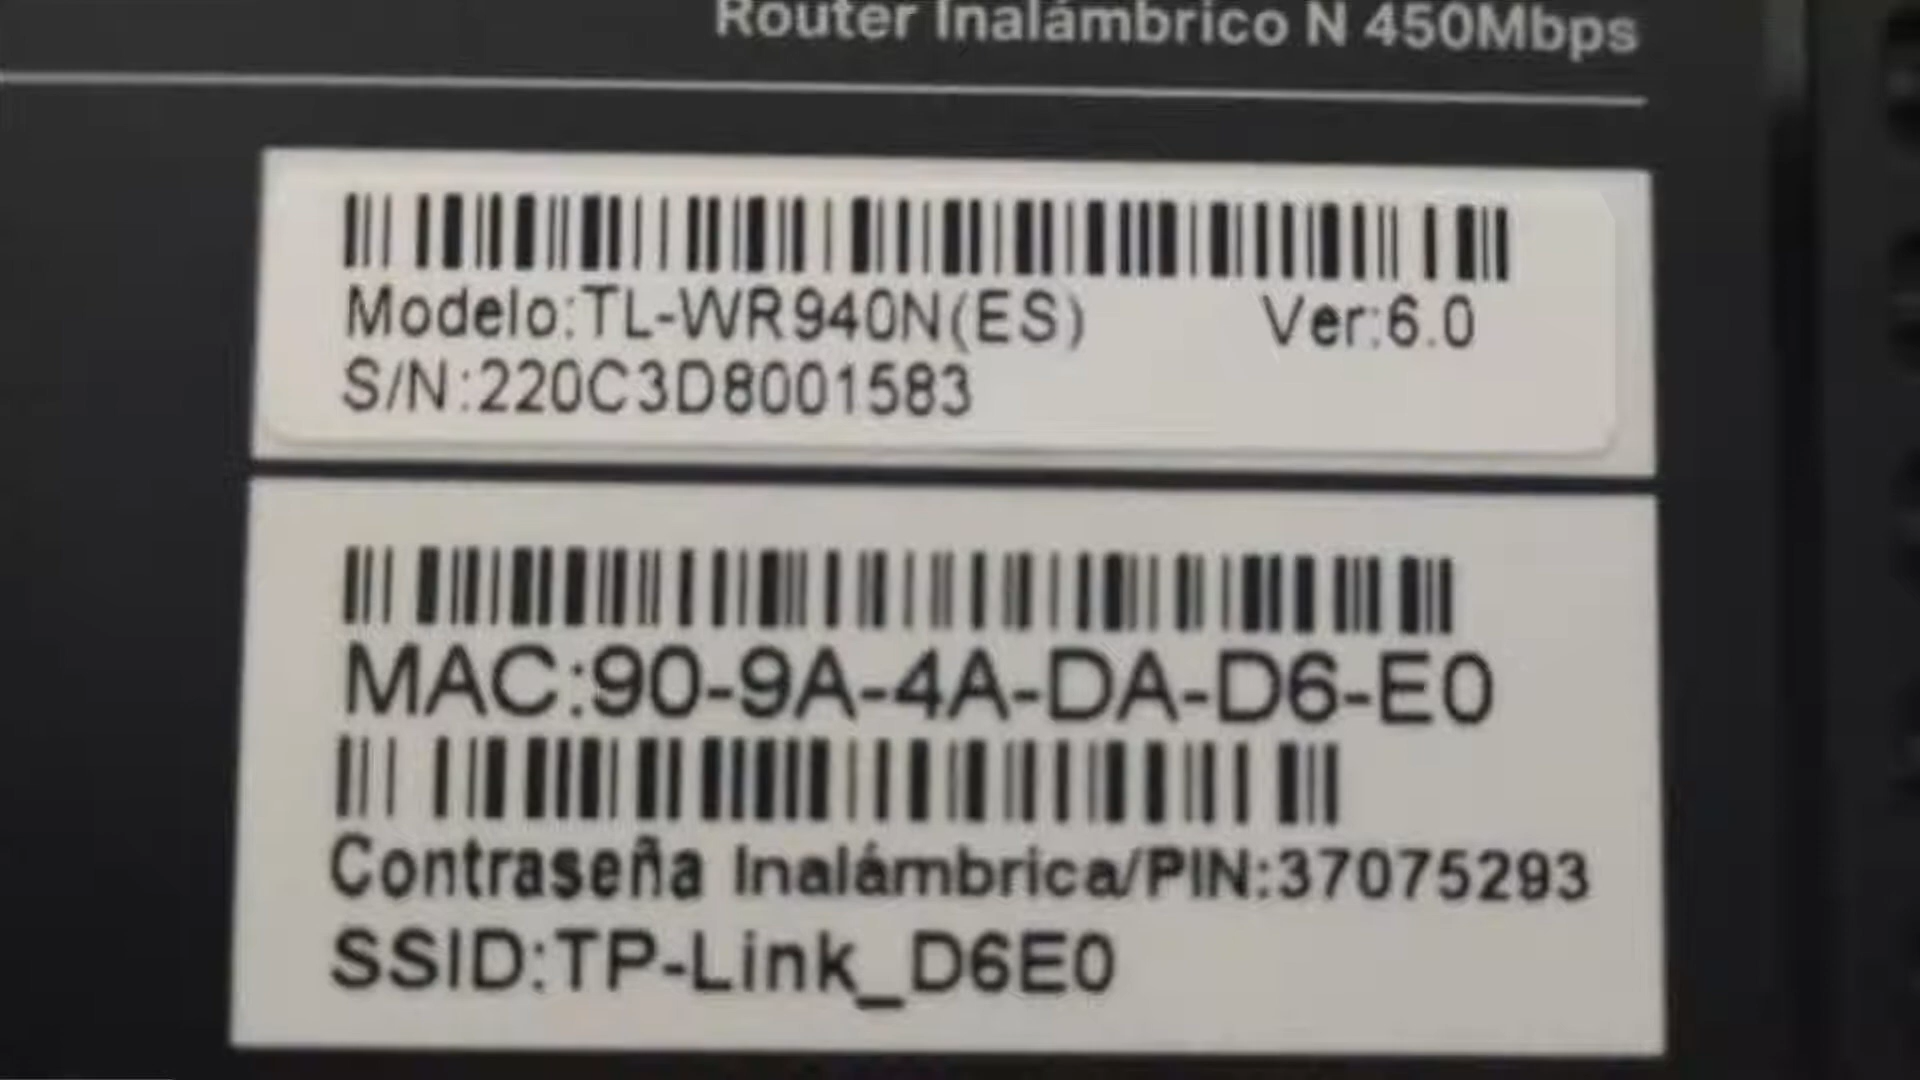 Router Inalámbrico N 450Mbps
Modelo:TL-WR940N(ES) Ver:6.0
S/N:220C3D8001583
MAC:90-9A-4A-DA-D6-E0
Contraseña Inalámbrica/PIN:37075293
SSID:TP-Link_D6E0